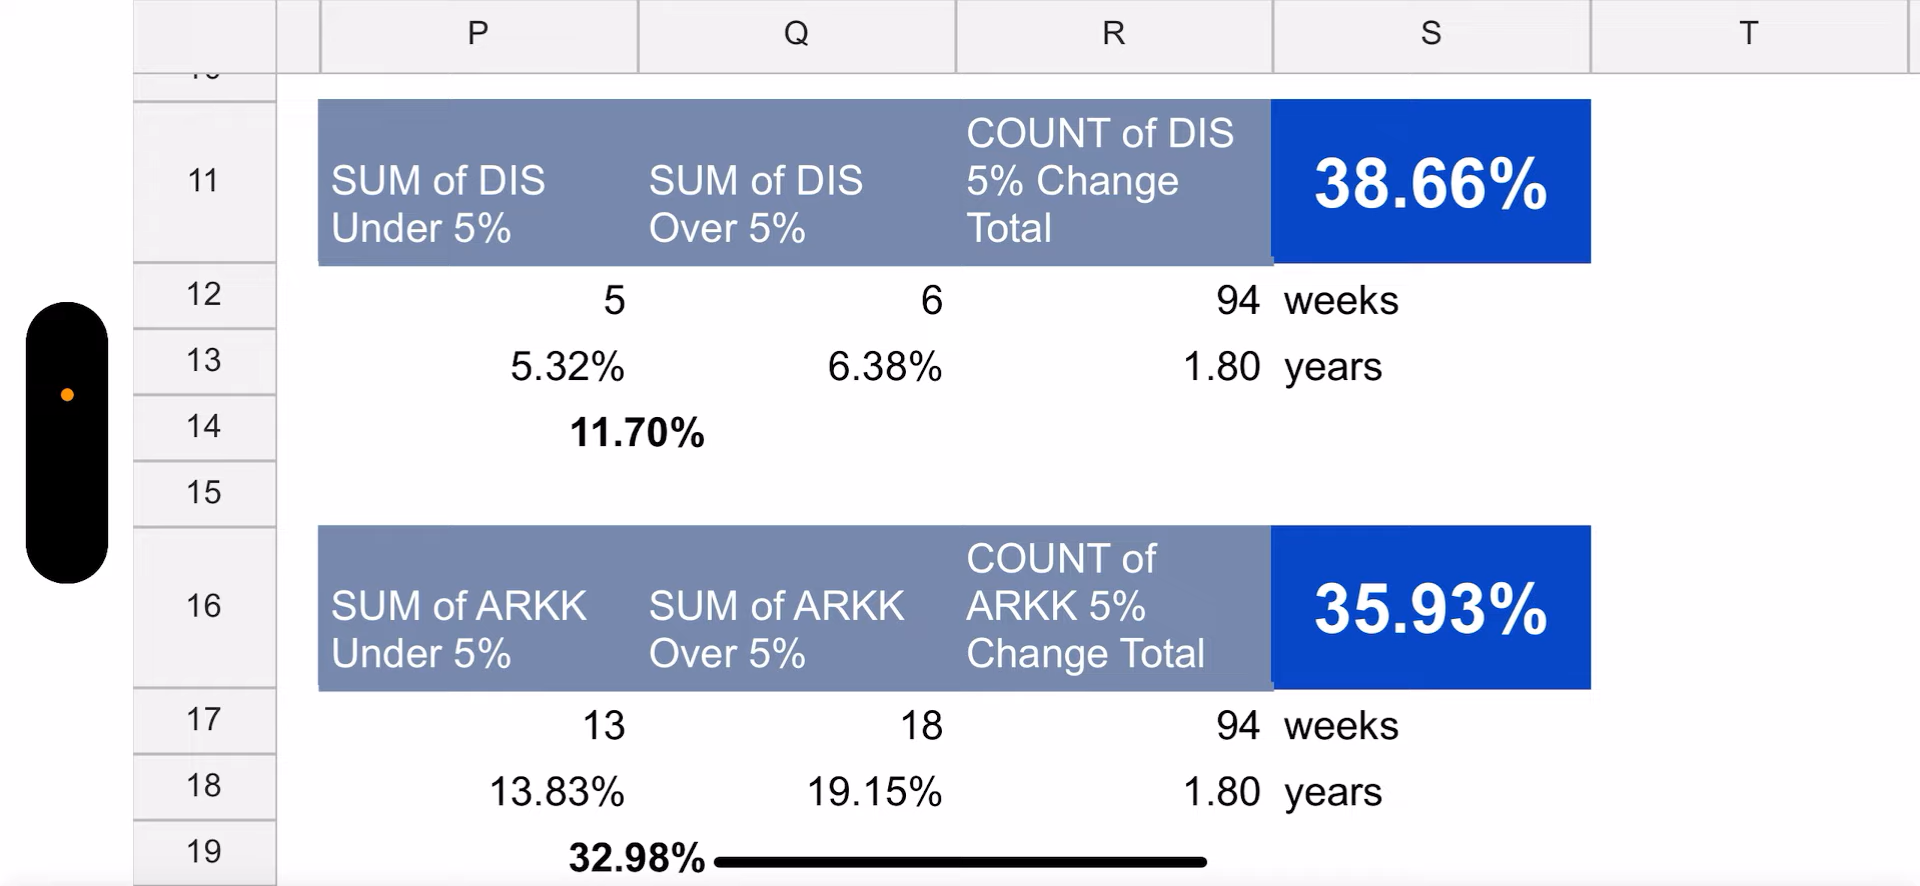 P Q R S T
11 SUM of DIS Under 5% SUM of DIS Over 5% COUNT of DIS 5% Change Total 38.66%
12 5 6 94 weeks
13 5.32% 6.38% 1.80 years
14 11.70%
15
16 SUM of ARKK Under 5% SUM of ARKK Over 5% COUNT of ARKK 5% Change Total 35.93%
17 13 18 94 weeks
18 13.83% 19.15% 1.80 years
19 32.98%